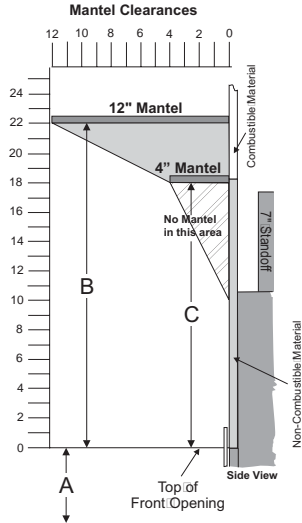 Mantel Clearances
12 10 8 6 4 2 0
24
12" Mantel
22
20
4” Mantel
18
16
No Mantel
in this area
14
12
10
8
6
4
2
0
B
C
A
Combustible Material
7" Standoff
Non-Combustible Material
Side View
Top of
Front Opening